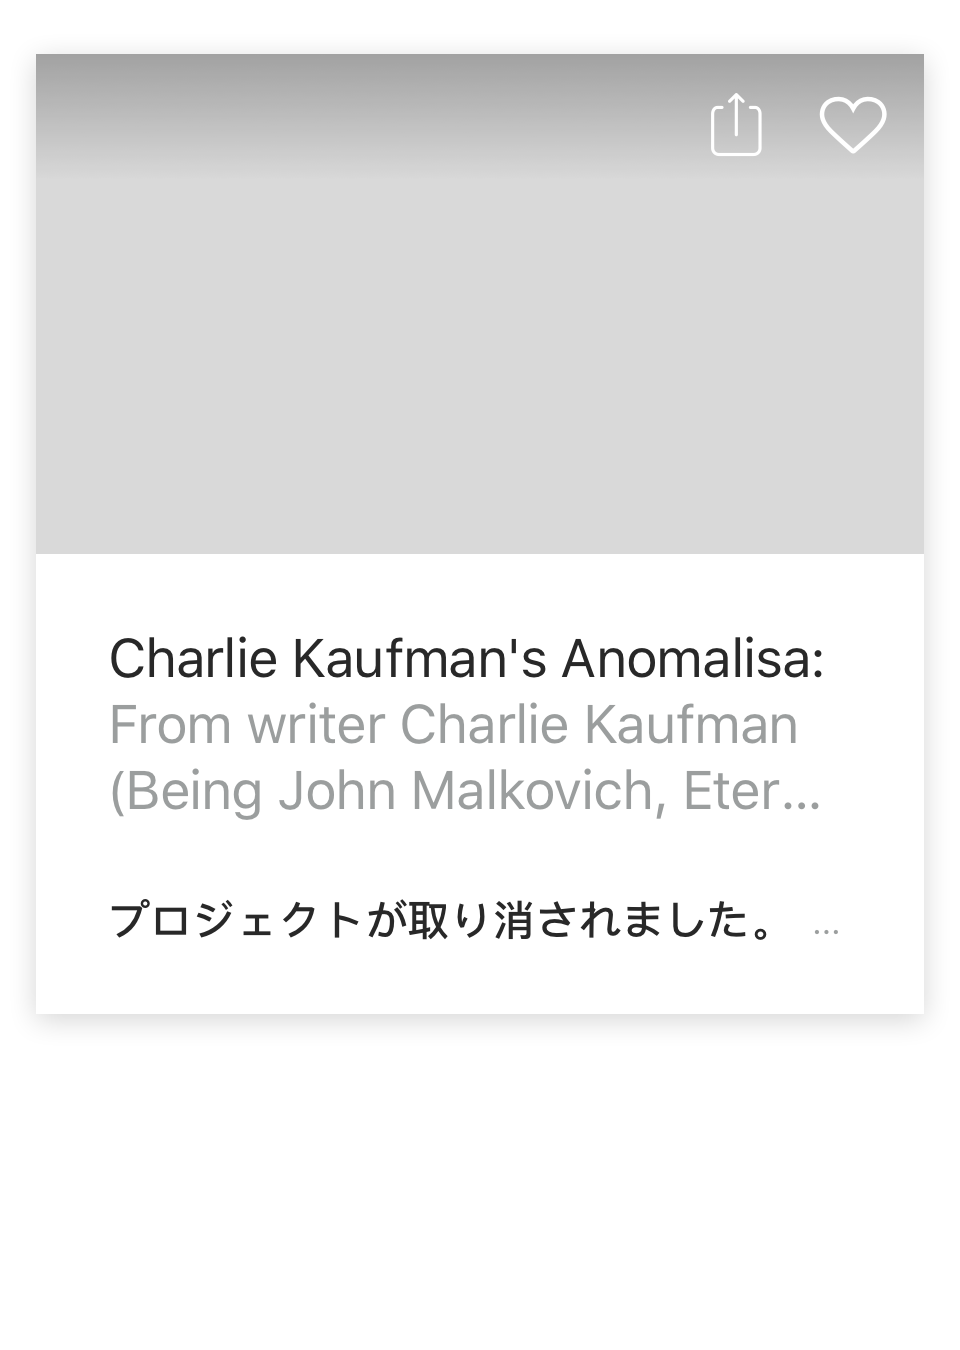 Charlie Kaufman's Anomalisa:
From writer Charlie Kaufman
(Being John Malkovich, Eter...
プロジェクトが取り消されました。 ...